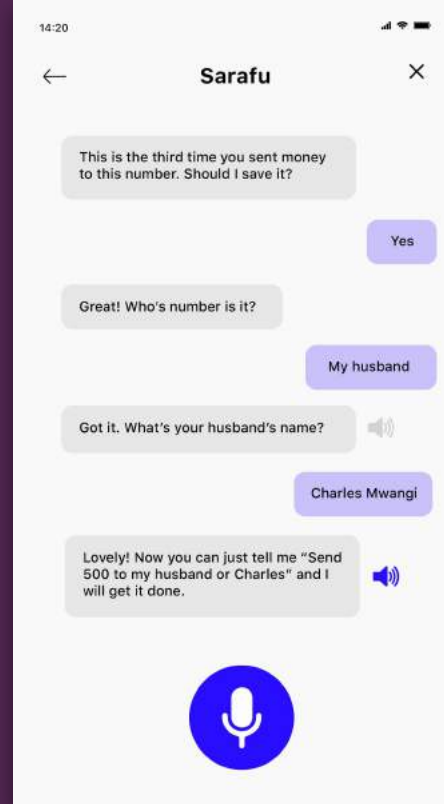 14:20
Sarafu
This is the third time you sent money
to this number. Should I save it?
Yes
Great! Who's number is it?
My husband
Got it. What's your husband's name?
Charles Mwangi
Lovely! Now you can just tell me “Send
500 to my husband or Charles” and I
will get it done.